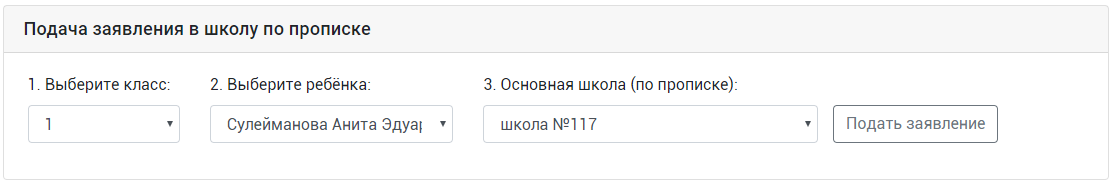 Подача заявления в школу по прописке
1. Выберите класс: 2. Выберите ребёнка: 3. Основная школа (по прописке):
1 Сулейманова Анита Эдуар школа №117 Подать заявление